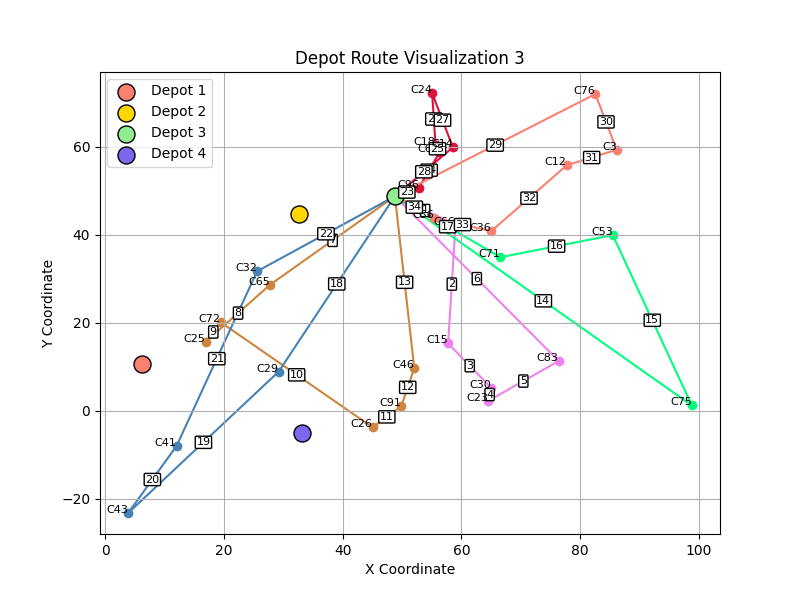 Depot Route Visualization 3
Depot 1
Depot 2
Depot 3
Depot 4
Y Coordinate
X Coordinate
60
40
20
0
−20
0
20
40
60
80
100
C24
C76
27
30
29
C3
31
C12
25
28
C96
23
32
34
33
C36
17
22
C32
C65
18
13
2
6
C71
16
C53
14
15
8
C72
9
C25
21
C15
C29
10
C46
12
3
C83
5
C30
4
C23
C91
11
C26
C75
C41
19
20
C43